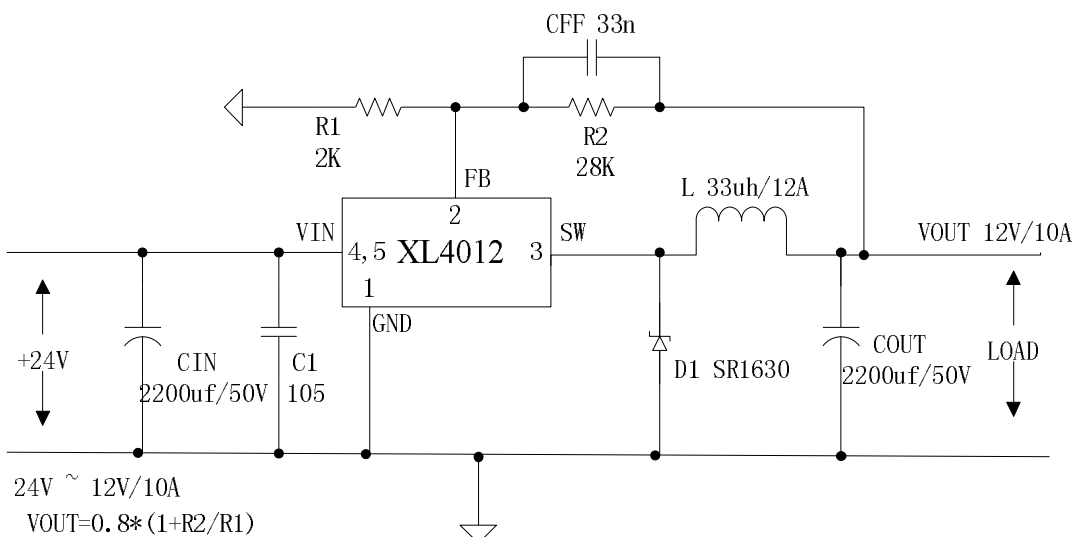 CFF 33n
R1
2K
R2
28K
FB
L 33uh/12A
2
VIN
SW
VOUT 12V/10A
4,5 XL4012 3
1
GND
+24V
CIN
2200uf/50V
C1
105
D1 SR1630
COUT
2200uf/50V
LOAD
24V ~ 12V/10A
VOUT=0.8*(1+R2/R1)